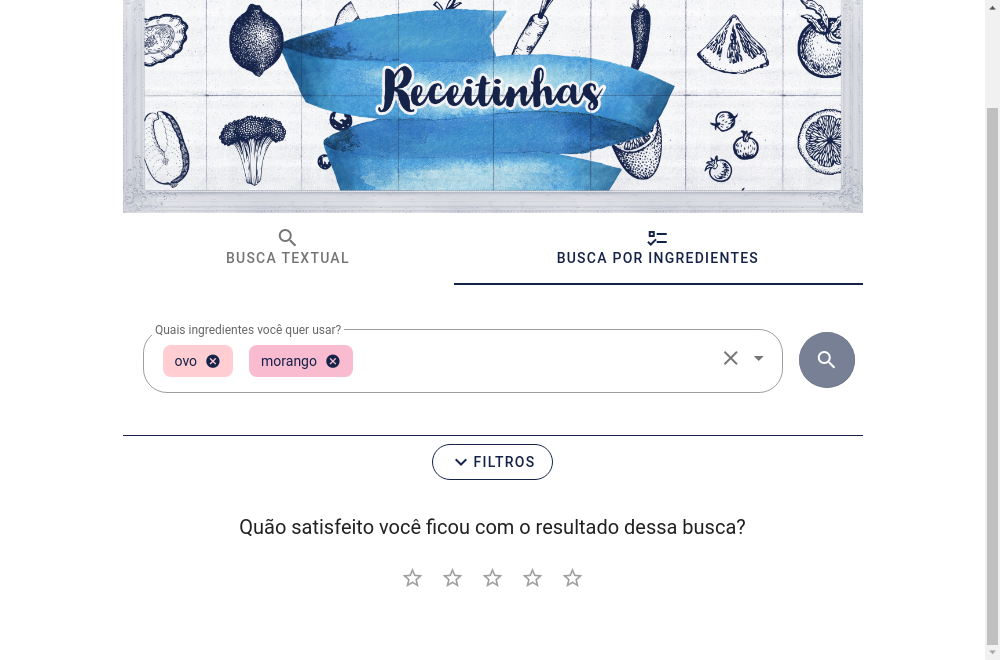 Receitinhas
BUSCA TEXTUAL
BUSCA POR INGREDIENTES
Quais ingredientes você quer usar?
ovo
morango
FILTROS
Quão satisfeito você ficou com o resultado dessa busca?